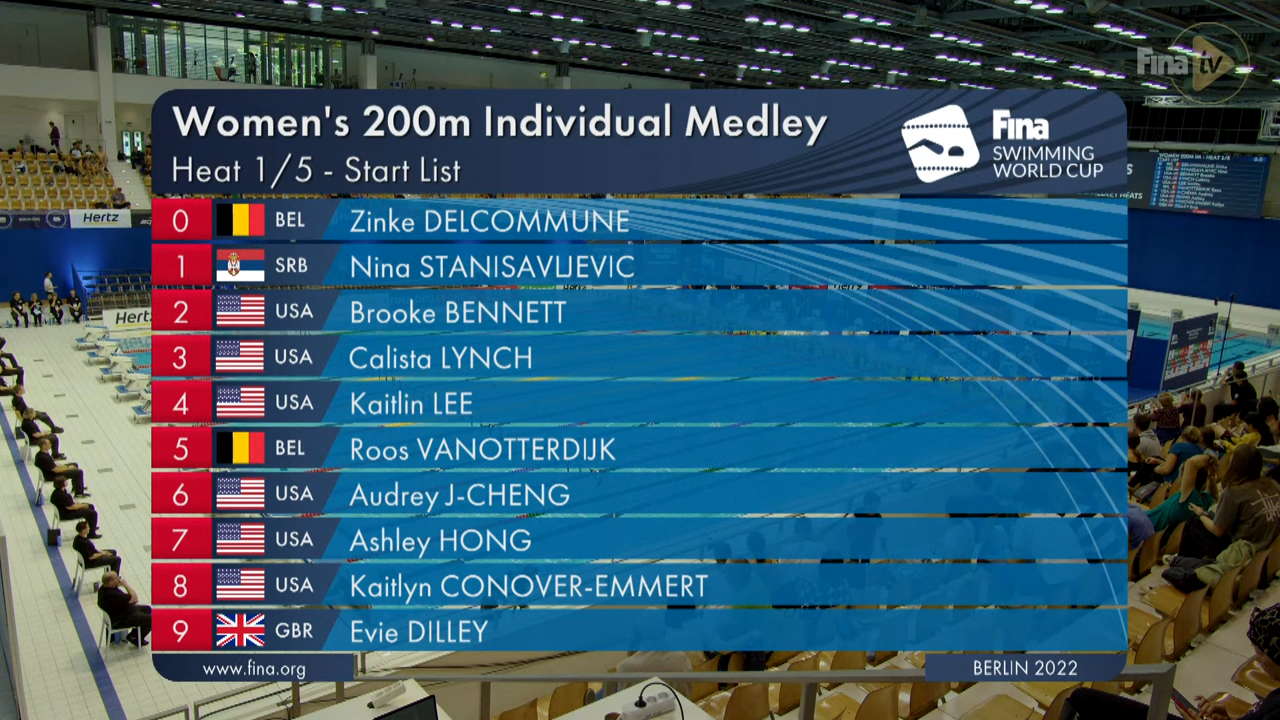 Fina tv
Women's 200m Individual Medley
Heat 1/5 - Start List
Fina
SWIMMING
WORLD CUP
0 BEL Zinke DELCOMMUNE
1 SRB Nina STANISAVLJEVIC
2 USA Brooke BENNETT
3 USA Calista LYNCH
4 USA Kaitlin LEE
5 BEL Roos VANOTTERDIJK
6 USA Audrey J-CHENG
7 USA Ashley HONG
8 USA Kaitlyn CONOVER-EMMERT
9 GBR Evie DILLEY
www.fina.org
BERLIN 2022
Hertz
Hertz